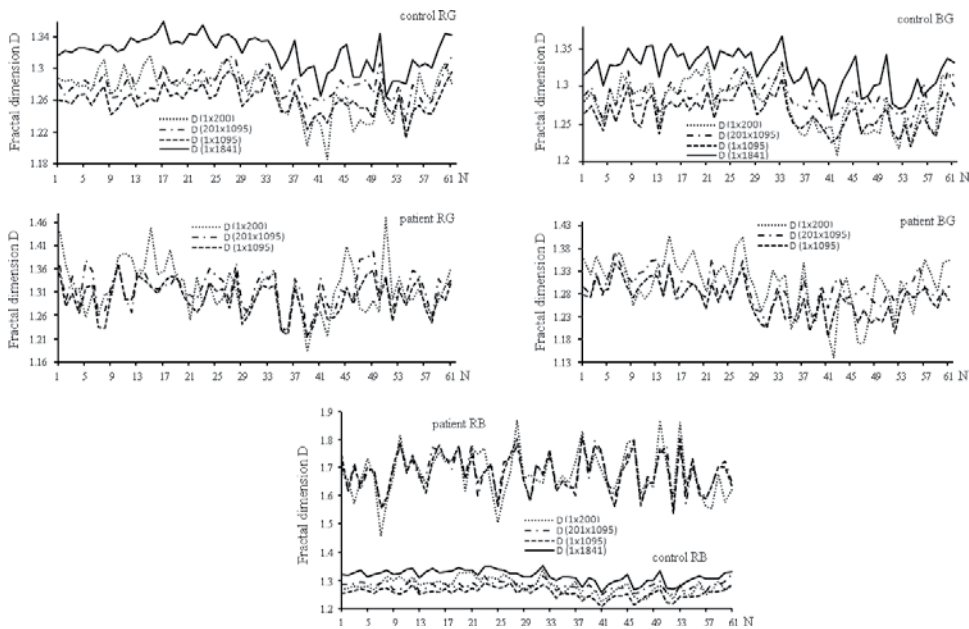 control RG
Fractal dimension D
1.34
1.3
1.26
1.22
1.18
D (1x200)
D (201x1095)
D (1x1095)
D (1x1841)
1 5 9 13 17 21 25 29 33 37 41 45 49 53 57 61 N
control BG
Fractal dimension D
1.35
1.3
1.25
1.2
D (1x200)
D (201x1095)
D (1x1095)
D (1x1841)
1 5 9 13 17 21 25 29 33 37 41 45 49 53 57 61 N
patient RG
Fractal dimension D
1.46
1.41
1.36
1.31
1.26
1.21
1.16
D (1x200)
D (201x1095)
D (1x1095)
1 5 9 13 17 21 25 29 33 37 41 45 49 53 57 61 N
patient BG
Fractal dimension D
1.43
1.38
1.33
1.28
1.23
1.18
1.13
D (1x200)
D (201x1095)
D (1x1095)
1 5 9 13 17 21 25 29 33 37 41 45 49 53 57 61 N
patient RB
Fractal dimension D
1.9
1.8
1.7
1.6
1.5
1.4
1.3
1.2
D (1x200)
D (201x1095)
D (1x1095)
D (1x1841)
control RB
1 5 9 13 17 21 25 29 33 37 41 45 49 53 57 61 N